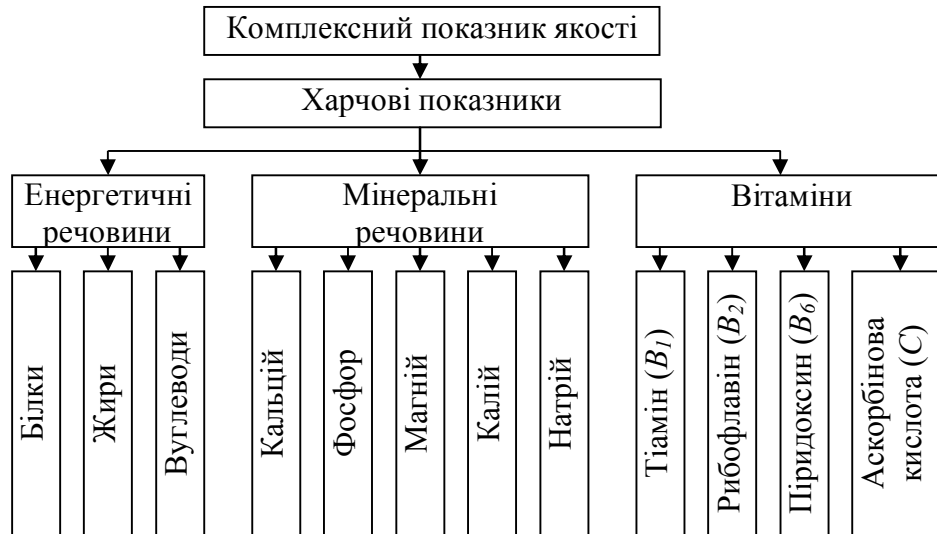 Комплексний показник якості
Харчові показники
Енергетичні
речовини
Мінеральні
речовини
Вітаміни
Білки
Жири
Вуглеводи
Кальцій
Фосфор
Магній
Калій
Натрій
Тіамін (B1)
Рибофлавін (B2)
Піридоксин (B6)
Аскорбінова
кислота (C)